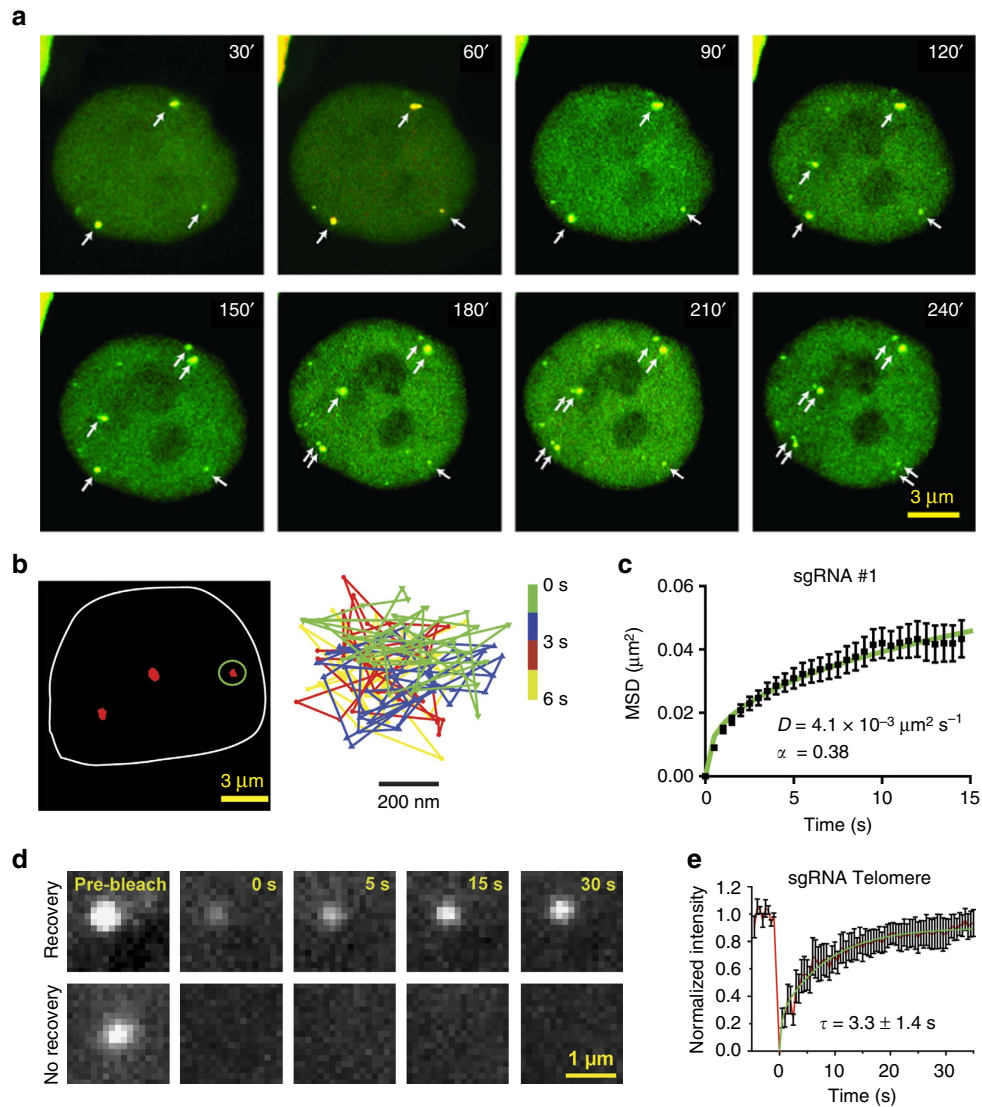 a
30′ 60′ 90′ 120′
150′ 180′ 210′ 240′
3 μm
b
3 μm
0 s
3 s
6 s
200 nm
c
sgRNA #1
MSD (μm²)
0.06
0.04
0.02
0.00
D = 4.1 × 10⁻³ μm² s⁻¹
α = 0.38
0 5 10 15
Time (s)
d
Recovery
Pre-bleach 0 s 5 s 15 s 30 s
No recovery
1 μm
e
sgRNA Telomere
Normalized intensity
1.2
1.0
0.8
0.6
0.4
0.2
0.0
τ = 3.3 ± 1.4 s
0 10 20 30
Time (s)